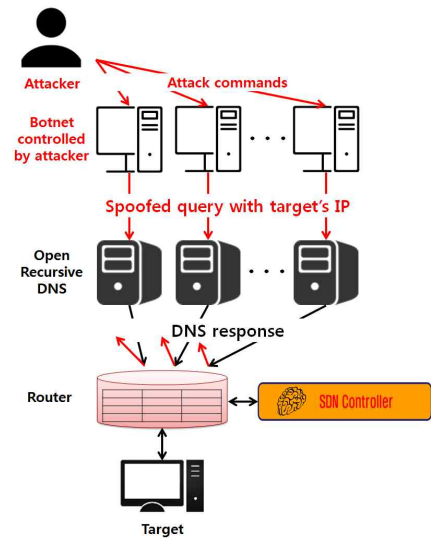 Attacker
Attack commands
Botnet
controlled
by attacker
Spoofed query with target's IP
Open
Recursive
DNS
DNS response
Router
SDN Controller
Target